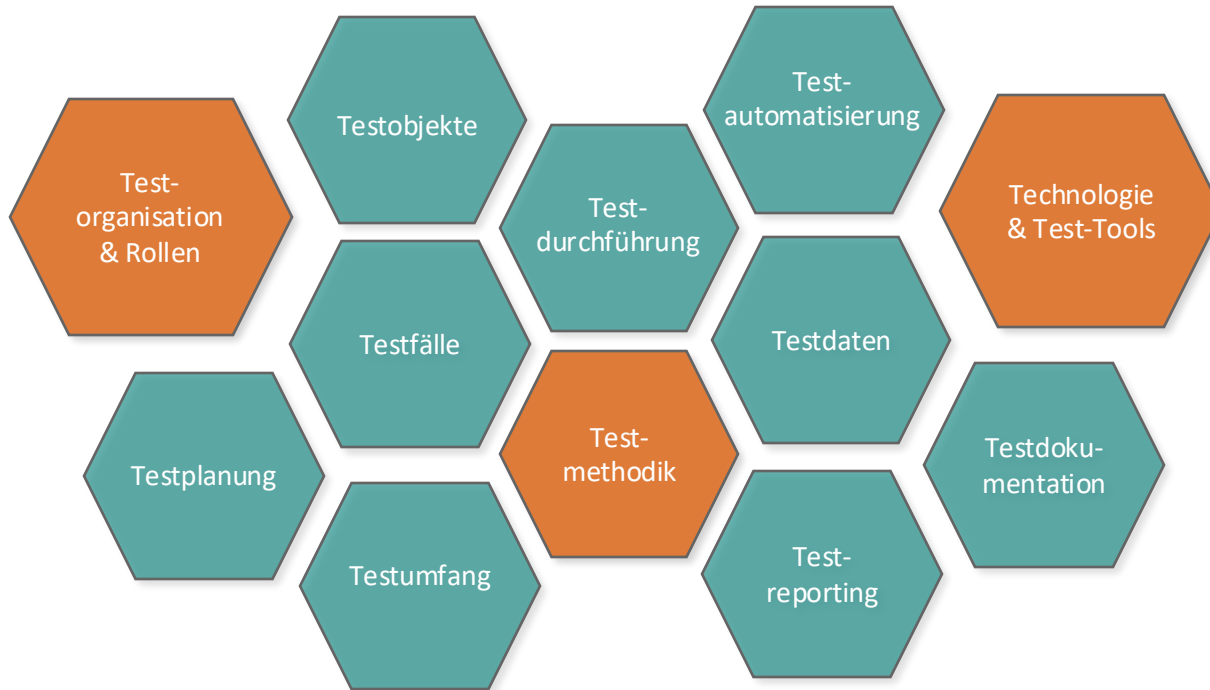 Testobjekte
Test-
automatisierung
Test-
organisation
& Rollen
Test-
durchführung
Technologie
& Test-Tools
Testfälle
Testdaten
Testplanung
Test-
methodik
Testdoku-
mentation
Testumfang
Test-
reporting